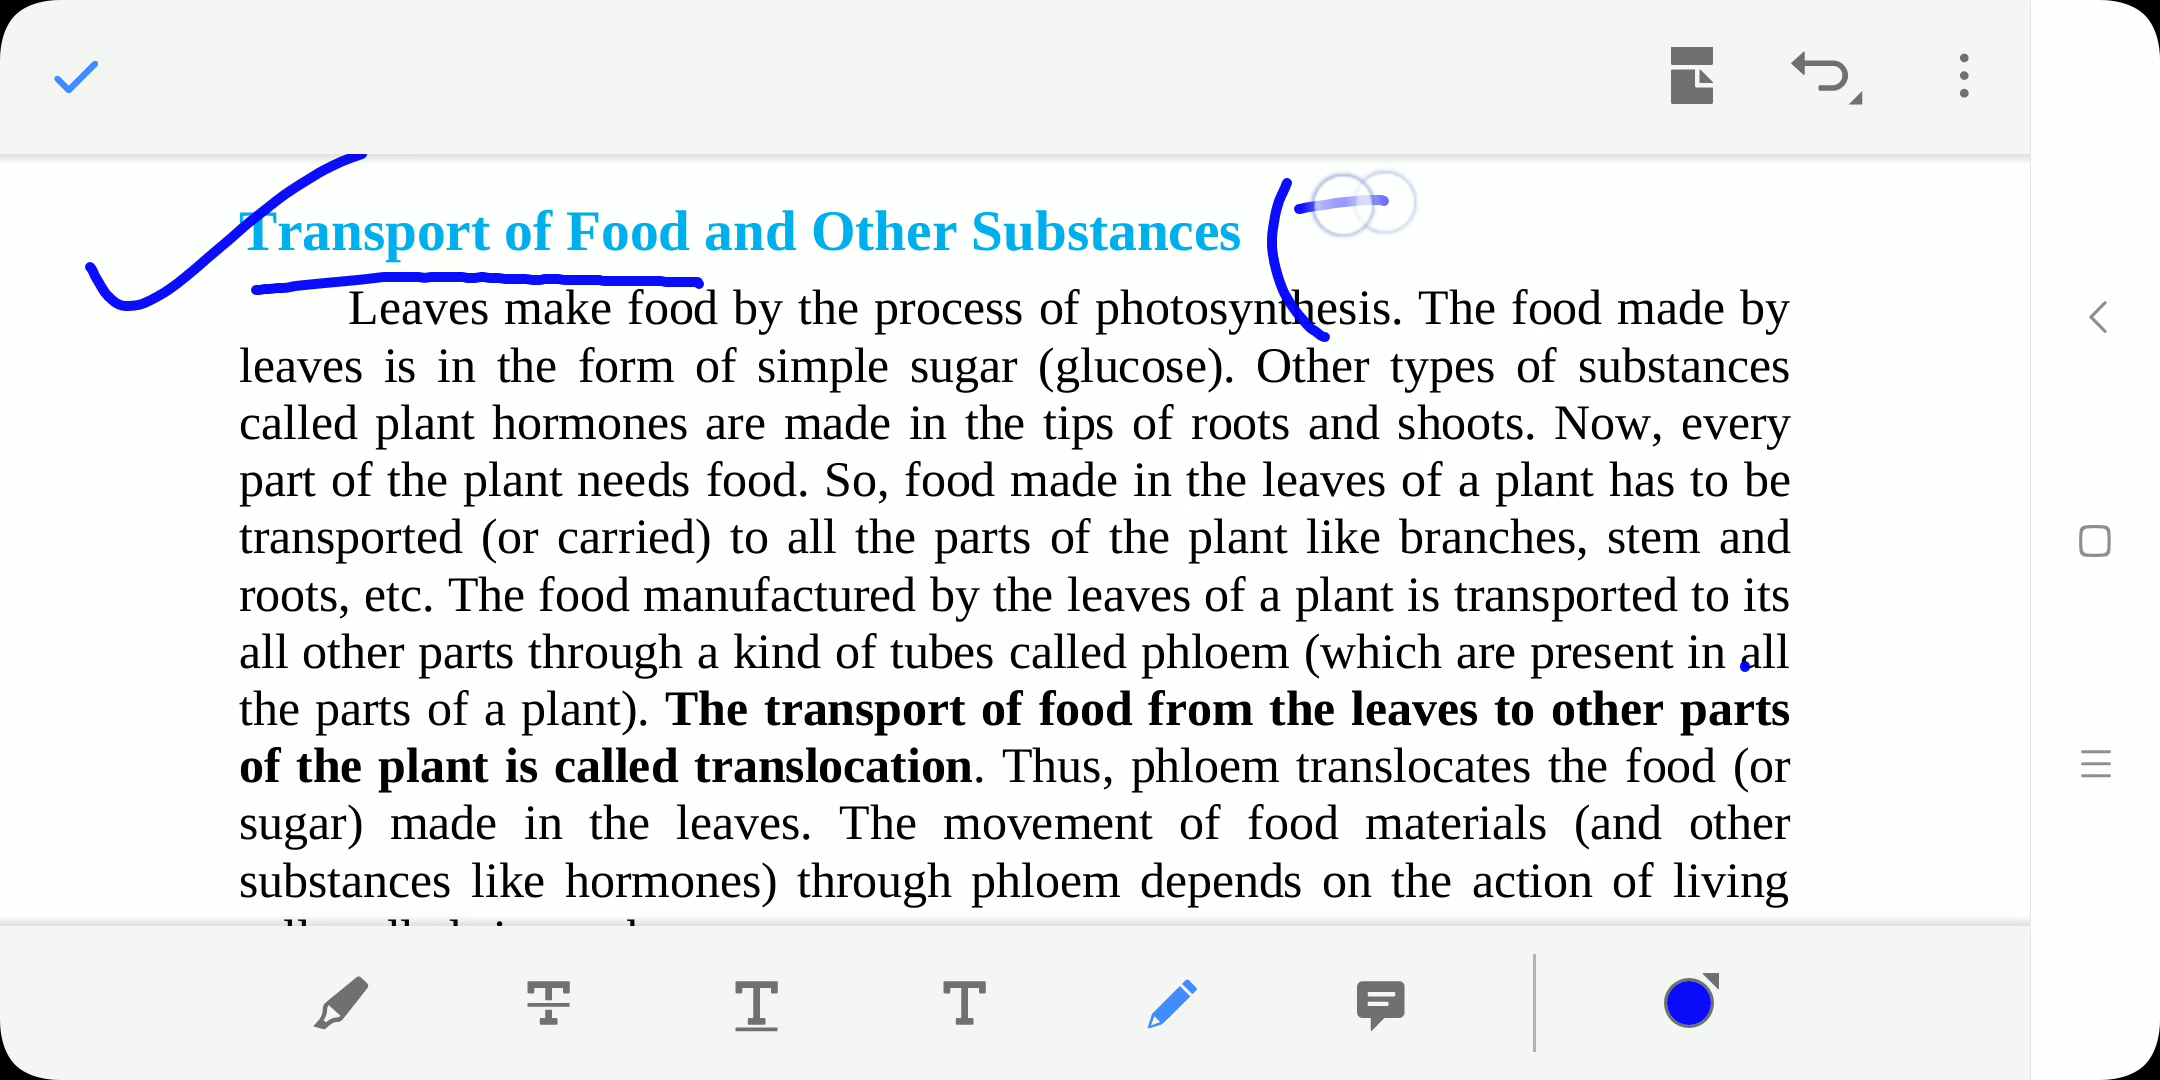 Transport of Food and Other Substances
Leaves make food by the process of photosynthesis. The food made by
leaves is in the form of simple sugar (glucose). Other types of substances
called plant hormones are made in the tips of roots and shoots. Now, every
part of the plant needs food. So, food made in the leaves of a plant has to be
transported (or carried) to all the parts of the plant like branches, stem and
roots, etc. The food manufactured by the leaves of a plant is transported to its
all other parts through a kind of tubes called phloem (which are present in all
the parts of a plant). The transport of food from the leaves to other parts
of the plant is called translocation. Thus, phloem translocates the food (or
sugar) made in the leaves. The movement of food materials (and other
substances like hormones) through phloem depends on the action of living